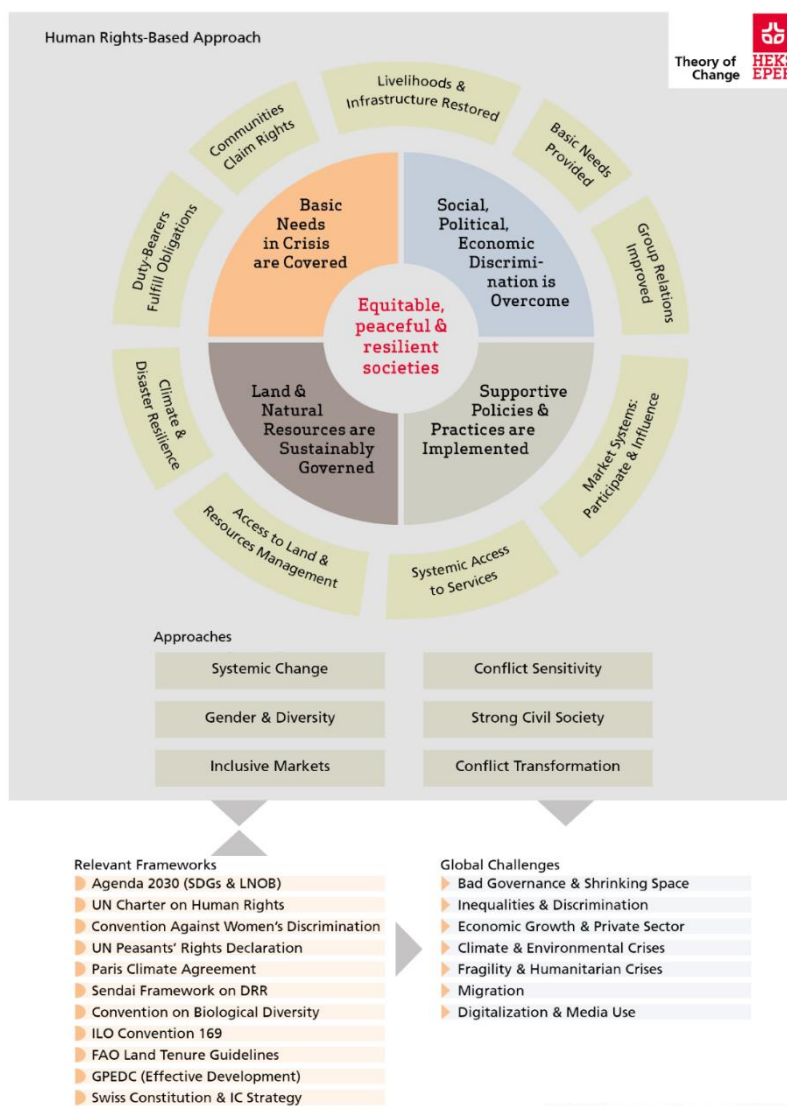 Human Rights-Based Approach
Theory of
Change
HEKS
EPER
Livelihoods &
Infrastructure Restored
Basic Needs
Provided
Group Relations
Improved
Market Systems:
Participate & Influence
Systemic Access
to Services
Access to Land &
Resources Management
Climate &
Disaster Resilience
Duty-Bearers
Fulfill Obligations
Communities
Claim Rights
Basic
Needs
in Crisis
are Covered
Social,
Political,
Economic
Discrimi-
nation is
Overcome
Equitable,
peaceful &
resilient
societies
Land &
Natural
Resources are
Sustainably
Governed
Supportive
Policies &
Practices are
Implemented
Approaches
Systemic Change
Conflict Sensitivity
Gender & Diversity
Strong Civil Society
Inclusive Markets
Conflict Transformation
Relevant Frameworks
Agenda 2030 (SDGs & LNOB)
UN Charter on Human Rights
Convention Against Women's Discrimination
UN Peasants' Rights Declaration
Paris Climate Agreement
Sendai Framework on DRR
Convention on Biological Diversity
ILO Convention 169
FAO Land Tenure Guidelines
GPEDC (Effective Development)
Swiss Constitution & IC Strategy
Global Challenges
Bad Governance & Shrinking Space
Inequalities & Discrimination
Economic Growth & Private Sector
Climate & Environmental Crises
Fragility & Humanitarian Crises
Migration
Digitalization & Media Use